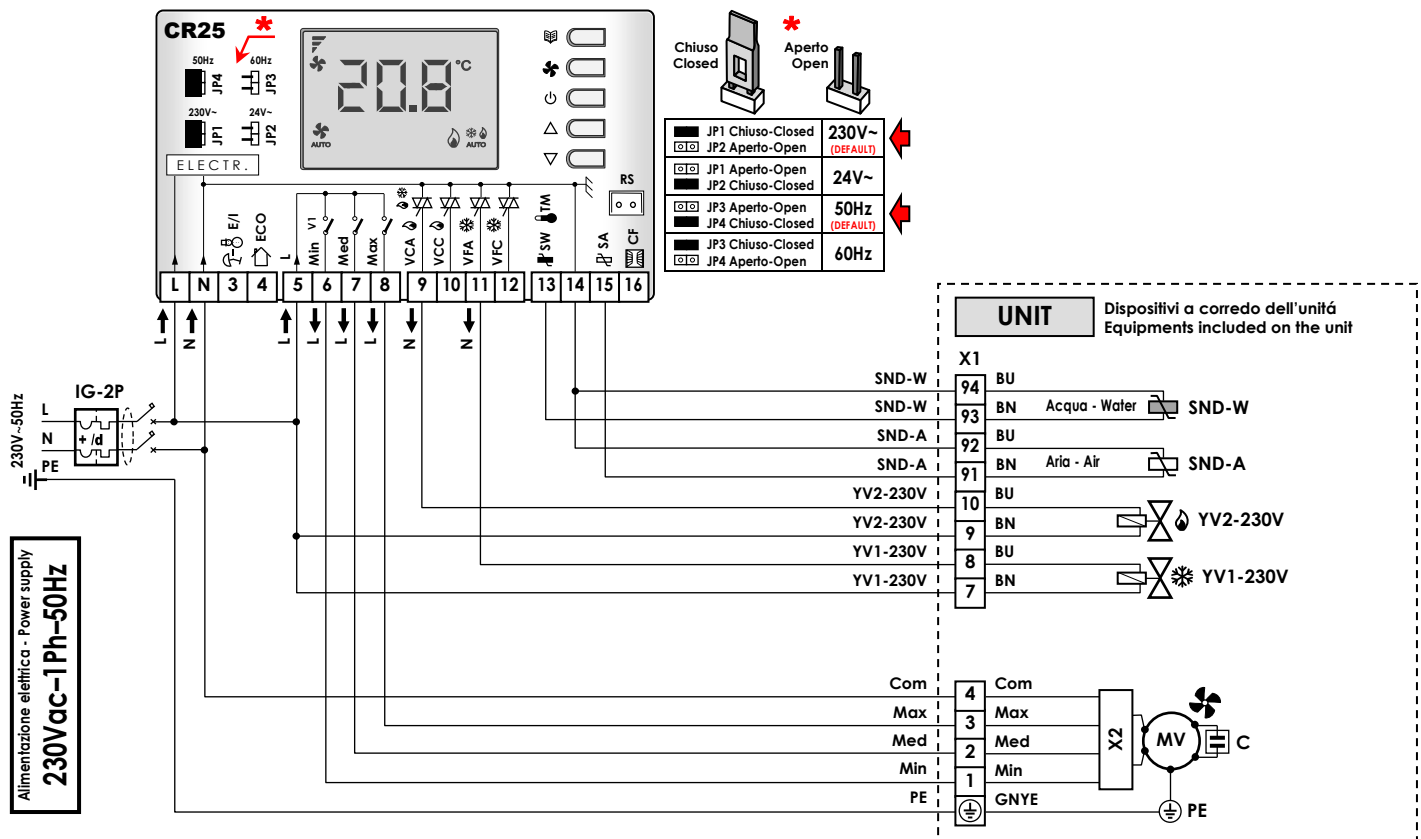 CR25
*
50Hz
JP4
60Hz
JP3
230V~
JP1
24V~
JP2
ELECTR.
20.8 °C
AUTO
AUTO
Chiuso
Closed
*
Aperto
Open
JP1 Chiuso-Closed
JP2 Aperto-Open
230V~
(DEFAULT)
JP1 Aperto-Open
JP2 Chiuso-Closed
24V~
JP3 Aperto-Open
JP4 Chiuso-Closed
50Hz
(DEFAULT)
JP3 Chiuso-Closed
JP4 Aperto-Open
60Hz
RS
E/I
ECO
L
Min
V1
Med
Max
VCA
VCC
VFA
VFC
SW
TM
SA
CF
L N 3 4 5 6 7 8 9 10 11 12 13 14 15 16
L N L L L L N N
IG-2P
230V~50Hz
L
N
PE
+ /d
Alimentazione elettrica - Power supply
230Vac-1Ph-50Hz
UNIT
Dispositivi a corredo dell'unitá
Equipments included on the unit
X1
SND-W 94 BU
SND-W 93 BN
Acqua - Water
SND-W
SND-A 92 BU
SND-A 91 BN
Aria - Air
SND-A
YV2-230V 10 BU
YV2-230V 9 BN
YV2-230V
YV1-230V 8 BU
YV1-230V 7 BN
YV1-230V
Com 4 Com
Max 3 Max
Med 2 Med
Min 1 Min
PE GNYE
X2
MV
C
PE